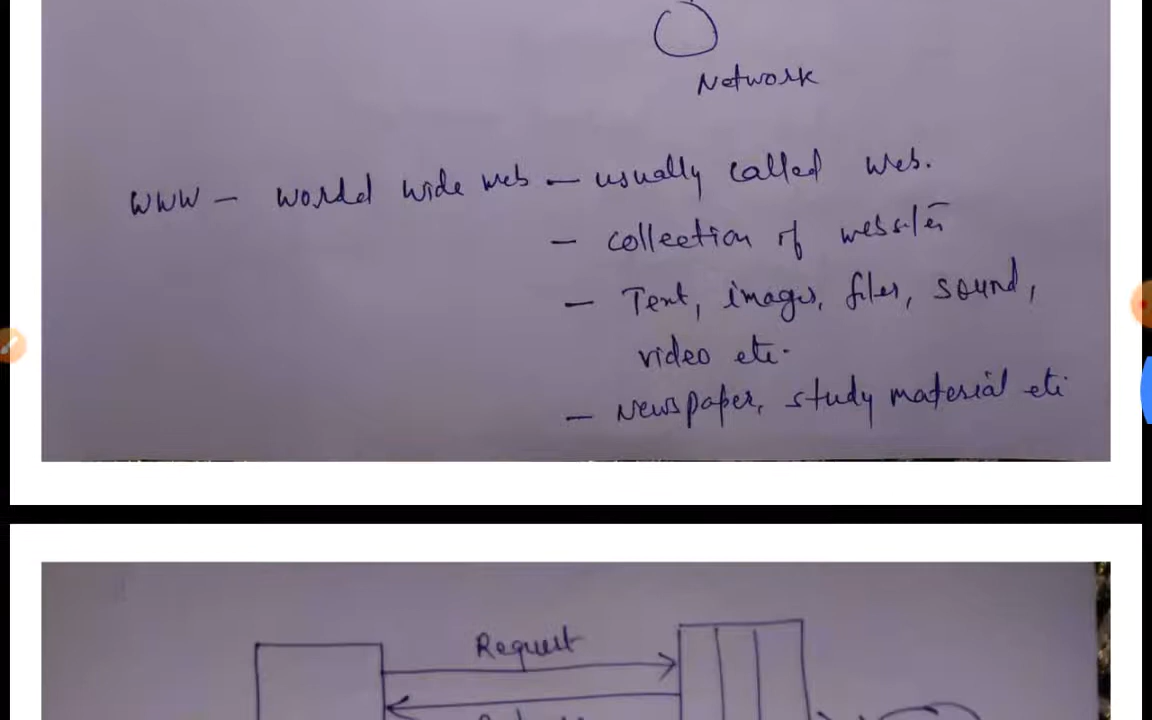 Network
WWW - world wide web - usually called web.
- collection of websites
- Text, images, files, sound,
video etc.
- Newspaper, study material etc
Request